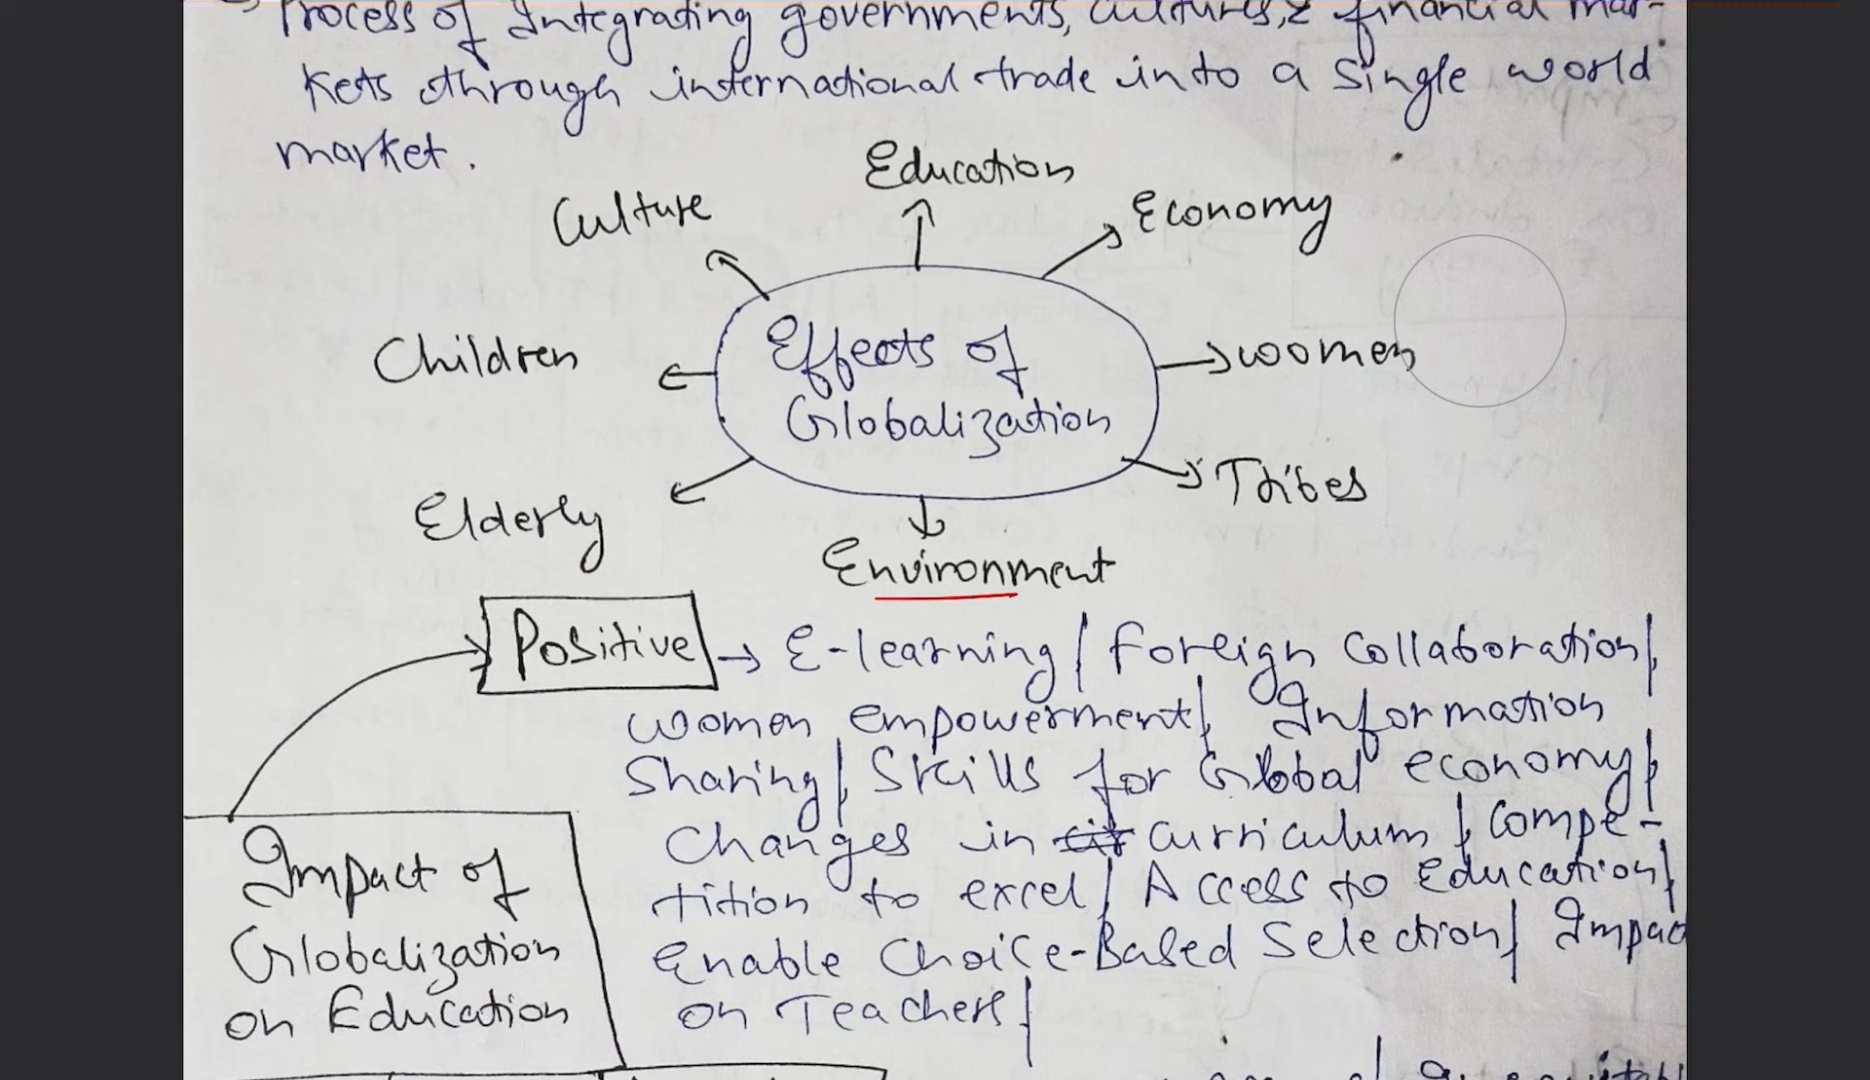 Process of Integrating governments, cultures, & financial mar-
kets through international trade into a single world
market.
Education
Culture
Economy
Effects of
Globalization
Children
women
Tribes
Elderly
Environment
Positive → E-learning/ foreign collaboration/
women empowerment/ Information
Sharing/ Skills for Global economy/
Changes in curriculum/ Compe-
tition to excel/ Access to Education/
Enable Choice-Based Selection/ Impac
on Teachers/
Impact of
Globalization
on Education